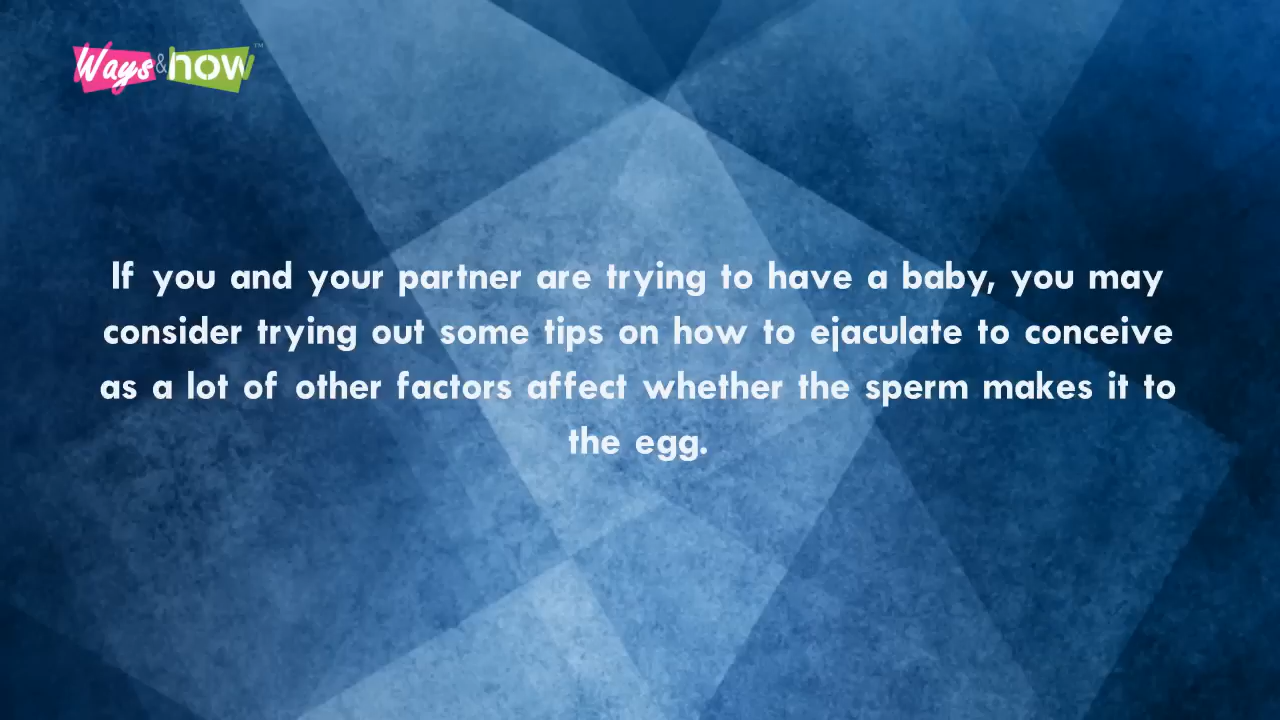 Ways&how™
If you and your partner are trying to have a baby, you may
consider trying out some tips on how to ejaculate to conceive
as a lot of other factors affect whether the sperm makes it to
the egg.